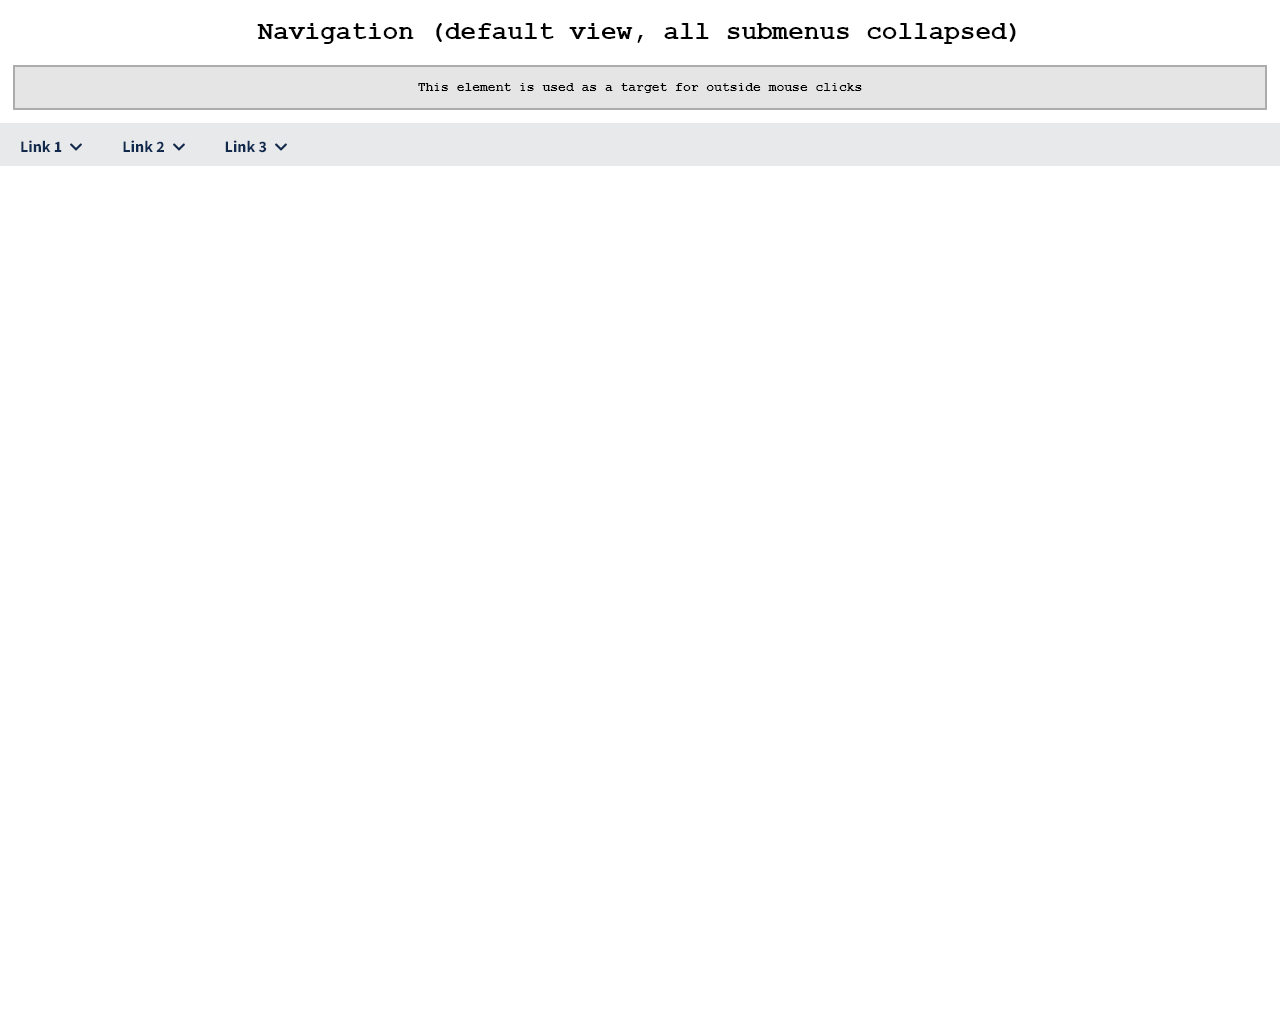 Navigation (default view, all submenus collapsed)
This element is used as a target for outside mouse clicks
Link 1 Link 2 Link 3